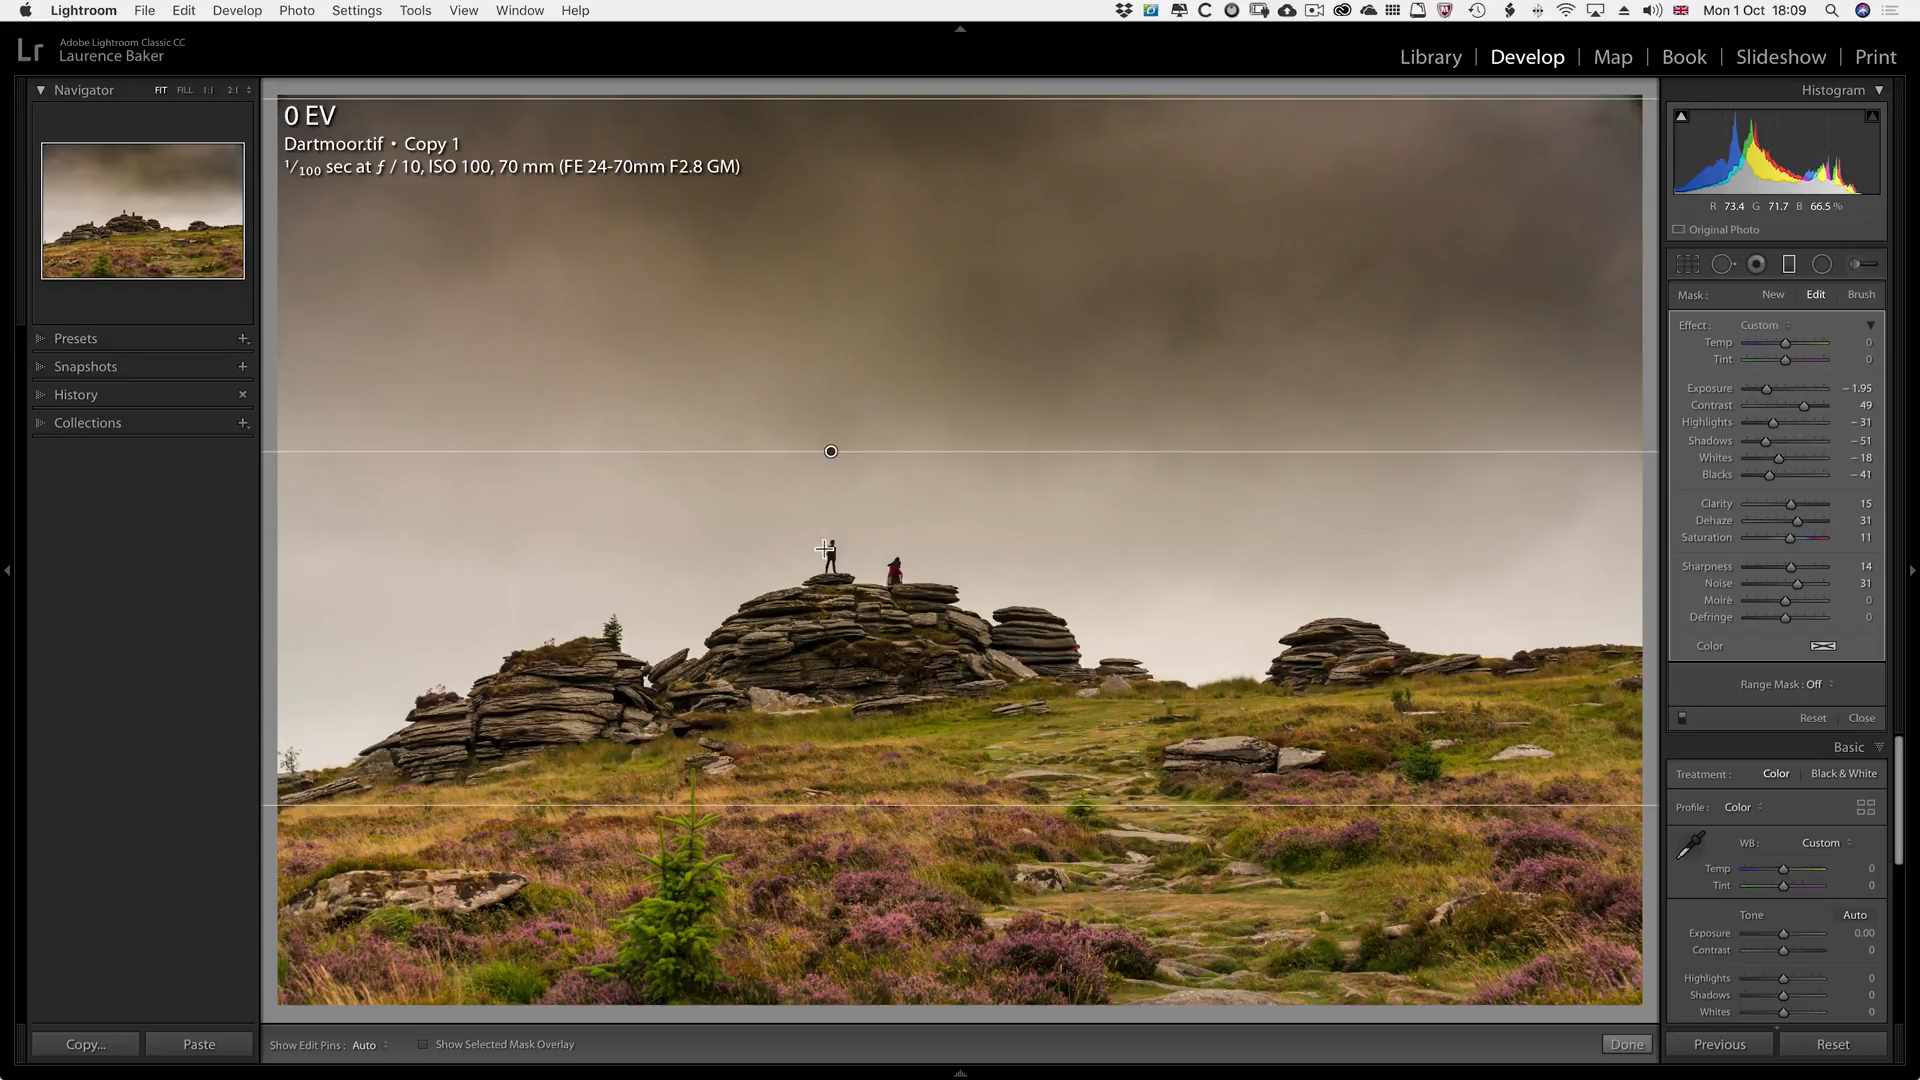 Lightroom File Edit Develop Photo Settings Tools View Window Help Mon 1 Oct 18:09
Lr Adobe Lightroom Classic CC
Laurence Baker
Library | Develop | Map | Book | Slideshow | Print
Navigator FIT FILL 1:1 2:1
Presets
Snapshots
History
Collections
Copy... Paste
0 EV
Dartmoor.tif • Copy 1
1/100 sec at ƒ / 10, ISO 100, 70 mm (FE 24-70mm F2.8 GM)
Show Edit Pins : Auto Show Selected Mask Overlay Done
Histogram
R 73.4 G 71.7 B 66.5 %
Original Photo
Mask : New Edit Brush
Effect : Custom
Temp 0
Tint 0
Exposure – 1.95
Contrast 49
Highlights – 31
Shadows – 51
Whites – 18
Blacks – 41
Clarity 15
Dehaze 31
Saturation 11
Sharpness 14
Noise 31
Moiré 0
Defringe 0
Color
Range Mask : Off
Reset Close
Basic
Treatment : Color | Black & White
Profile : Color
WB : Custom
Temp 0
Tint 0
Tone Auto
Exposure 0.00
Contrast 0
Highlights 0
Shadows 0
Whites 0
Previous Reset